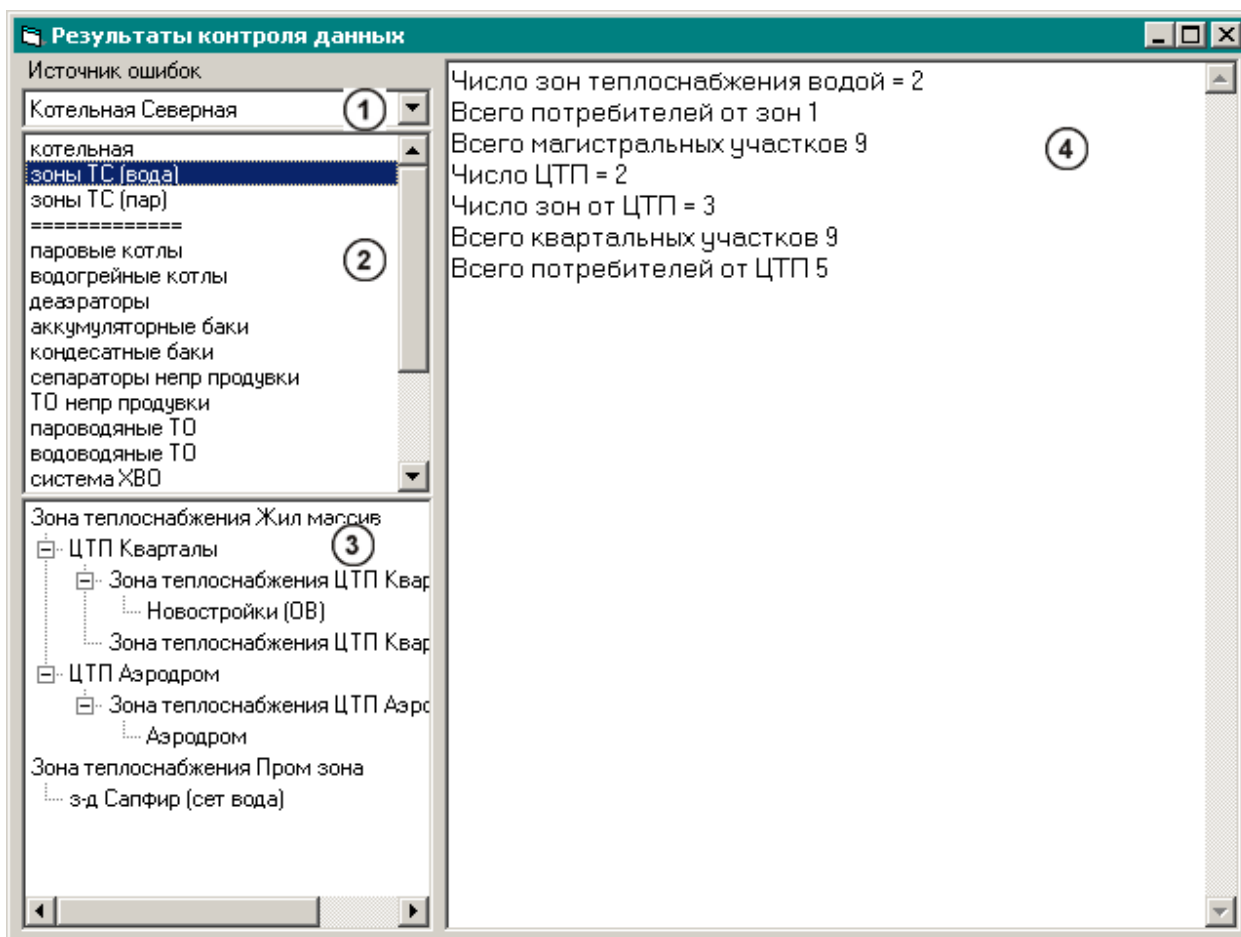 Результаты контроля данных
Источник ошибок
Котельная Северная
1
котельная
зоны ТС (вода)
зоны ТС (пар)
=============
паровые котлы
водогрейные котлы
2
деаэраторы
аккумуляторные баки
кондесатные баки
сепараторы непр продувки
ТО непр продувки
пароводяные ТО
водоводяные ТО
система ХВО
Зона теплоснабжения Жил массив
3
ЦТП Кварталы
Зона теплоснабжения ЦТП Квар
Новостройки (ОВ)
Зона теплоснабжения ЦТП Квар
ЦТП Аэродром
Зона теплоснабжения ЦТП Аэро
Аэродром
Зона теплоснабжения Пром зона
з-д Сапфир (сет вода)
Число зон теплоснабжения водой = 2
Всего потребителей от зон 1
Всего магистральных участков 9
4
Число ЦТП = 2
Число зон от ЦТП = 3
Всего квартальных участков 9
Всего потребителей от ЦТП 5